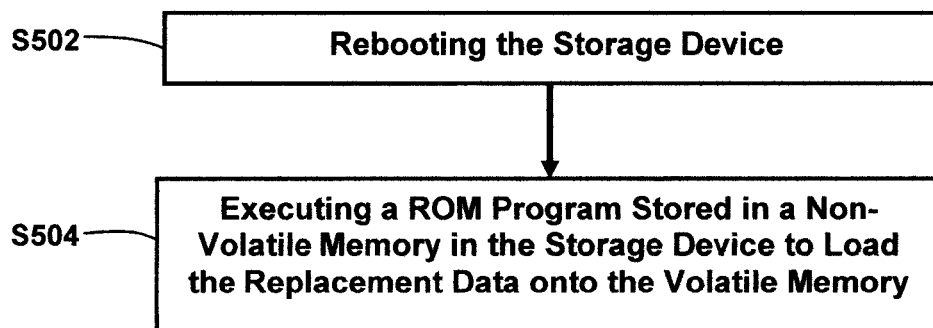 S502
Rebooting the Storage Device
S504
Executing a ROM Program Stored in a Non-
Volatile Memory in the Storage Device to Load
the Replacement Data onto the Volatile Memory